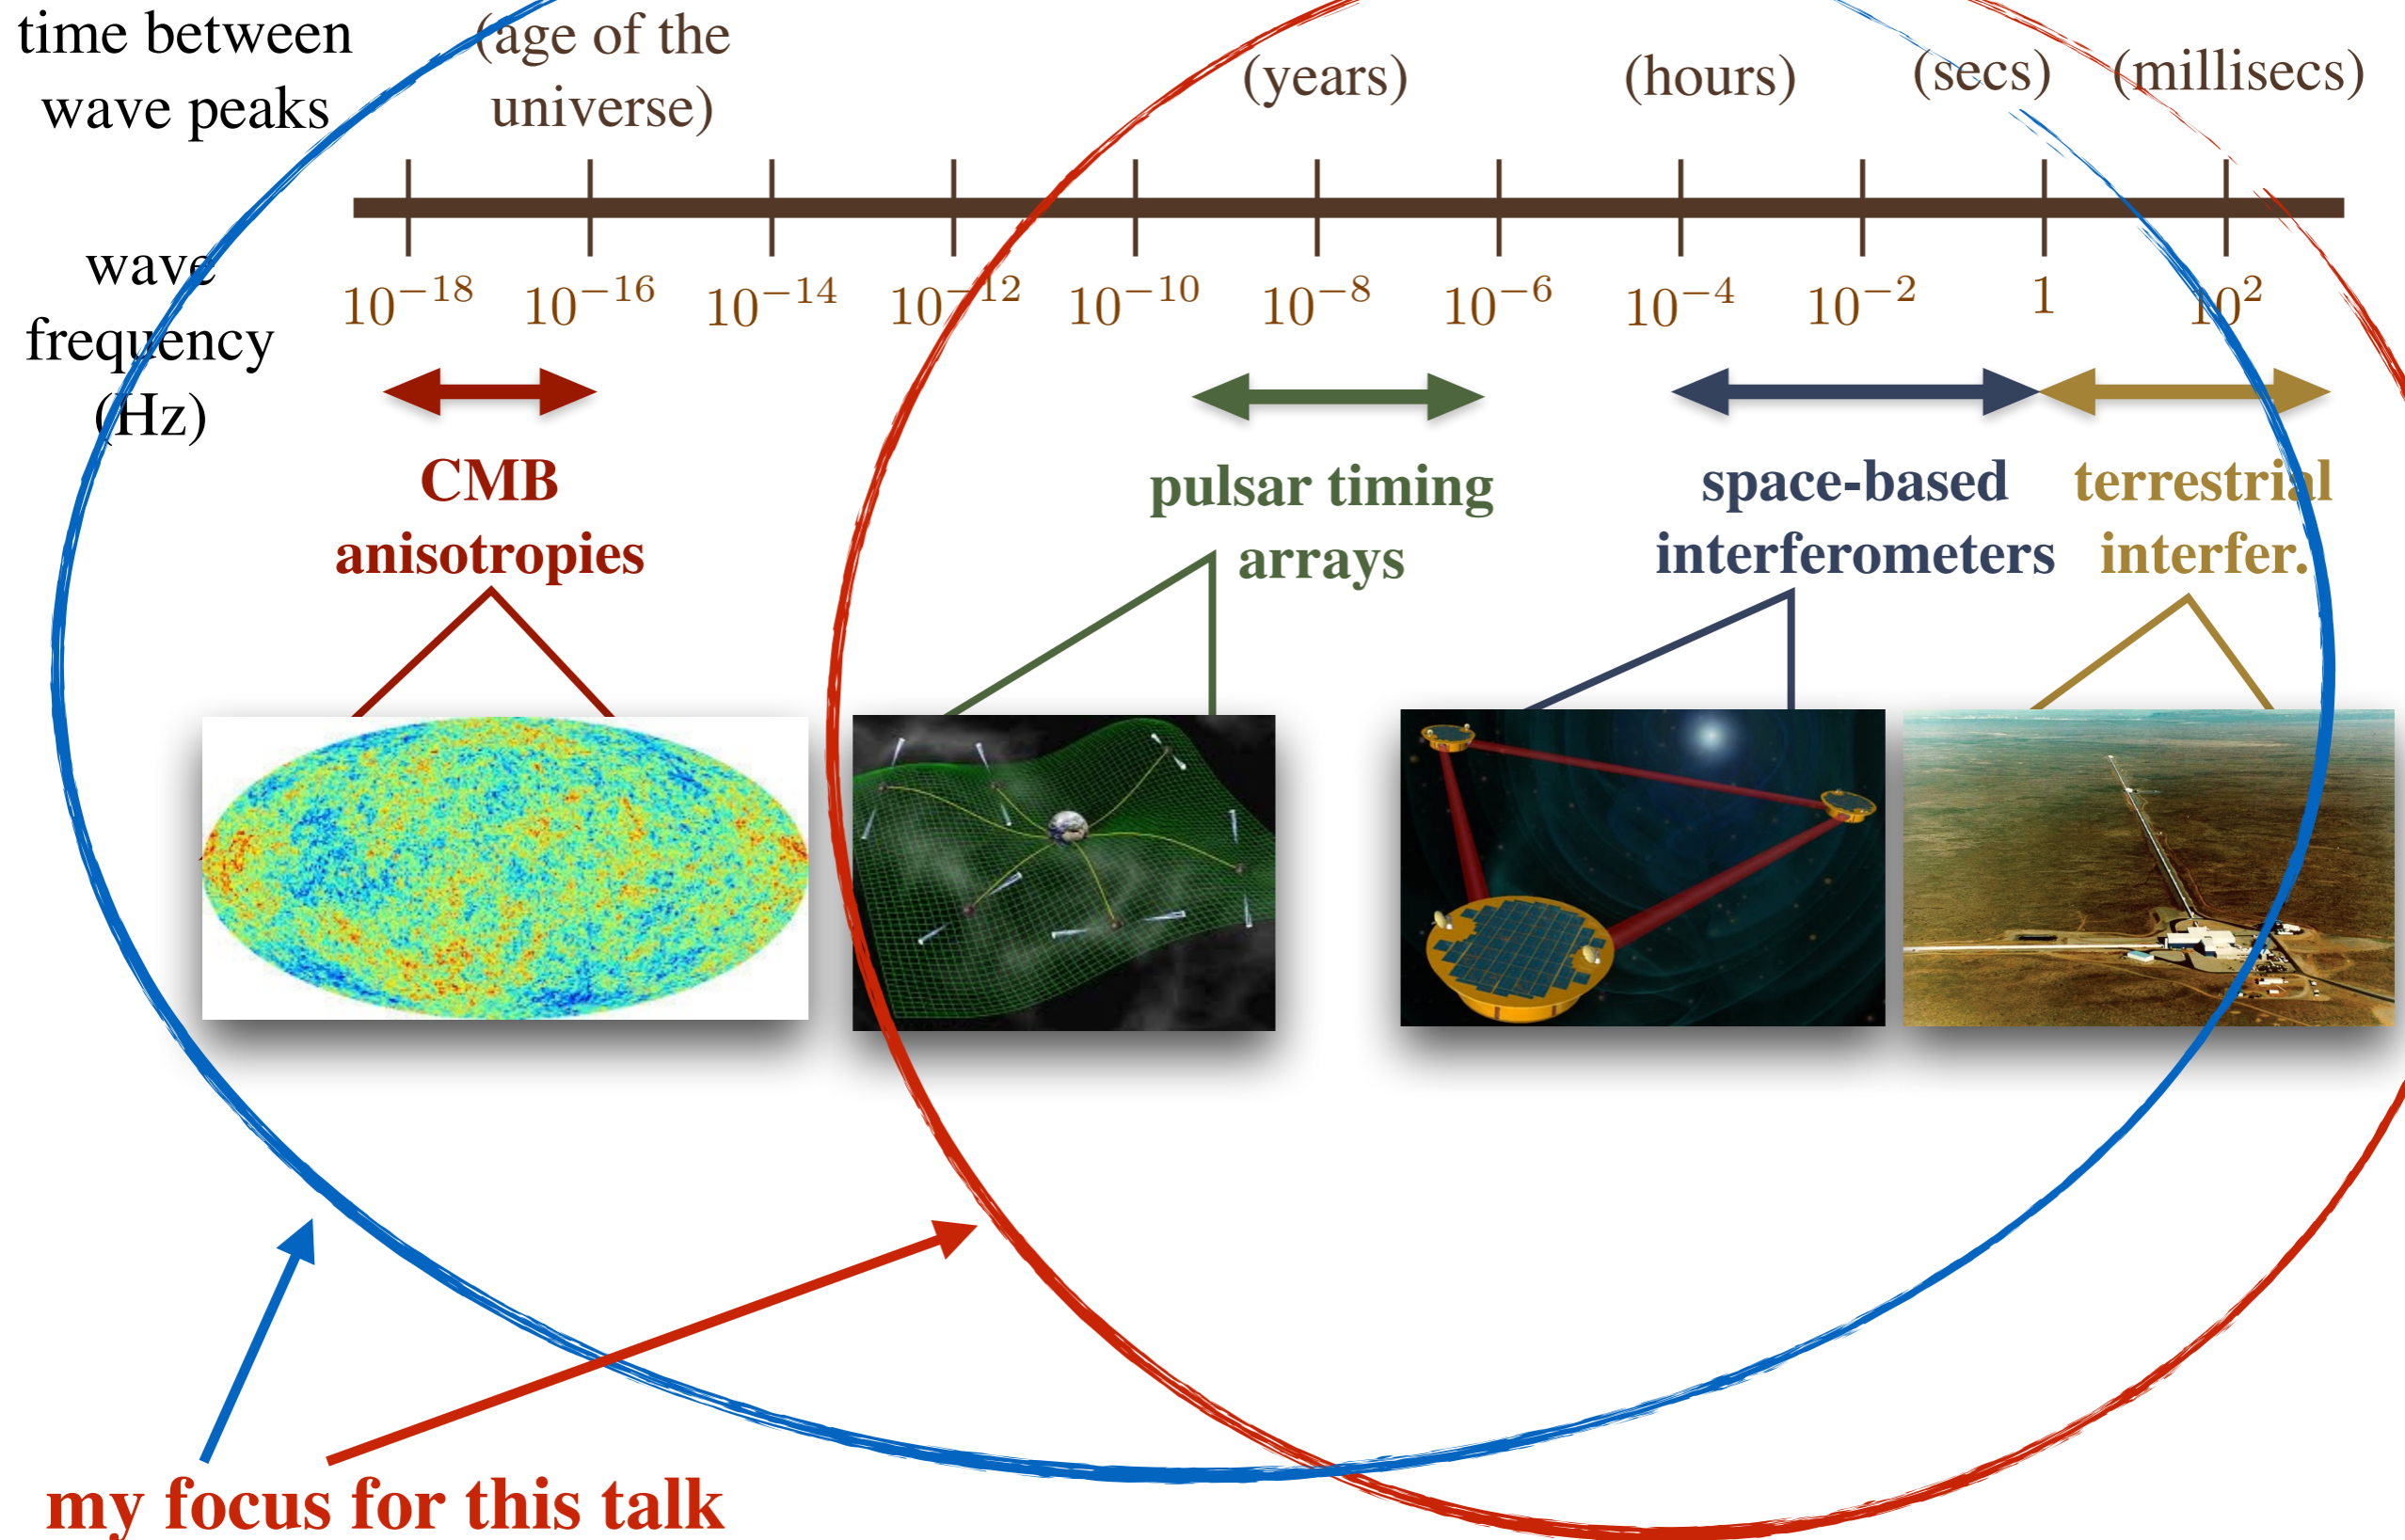 time between
wave peaks
(age of the
universe)
(years)
(hours)
(secs)
(millisecs)
wave
frequency
(Hz)
10⁻¹⁸ 10⁻¹⁶ 10⁻¹⁴ 10⁻¹² 10⁻¹⁰ 10⁻⁸ 10⁻⁶ 10⁻⁴ 10⁻² 1 10²
CMB
anisotropies
pulsar timing
arrays
space-based
interferometers
terrestrial
interfer.
my focus for this talk